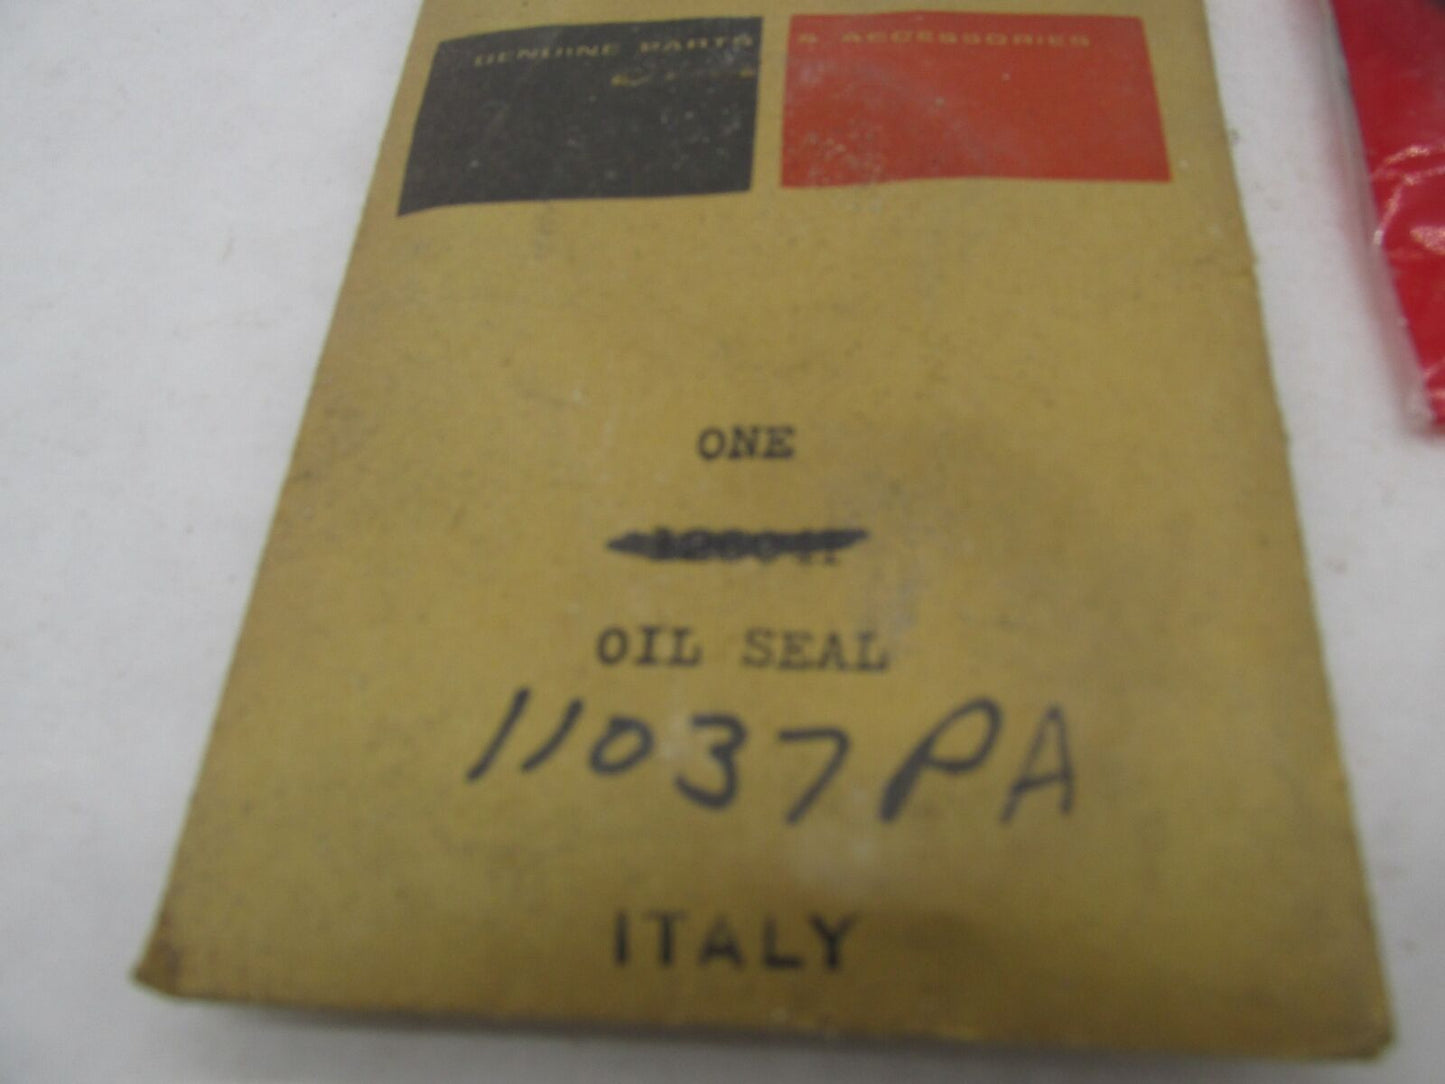 GENUINE PARTS & ACCESSORIES
ONE
OIL SEAL
11037PA
ITALY